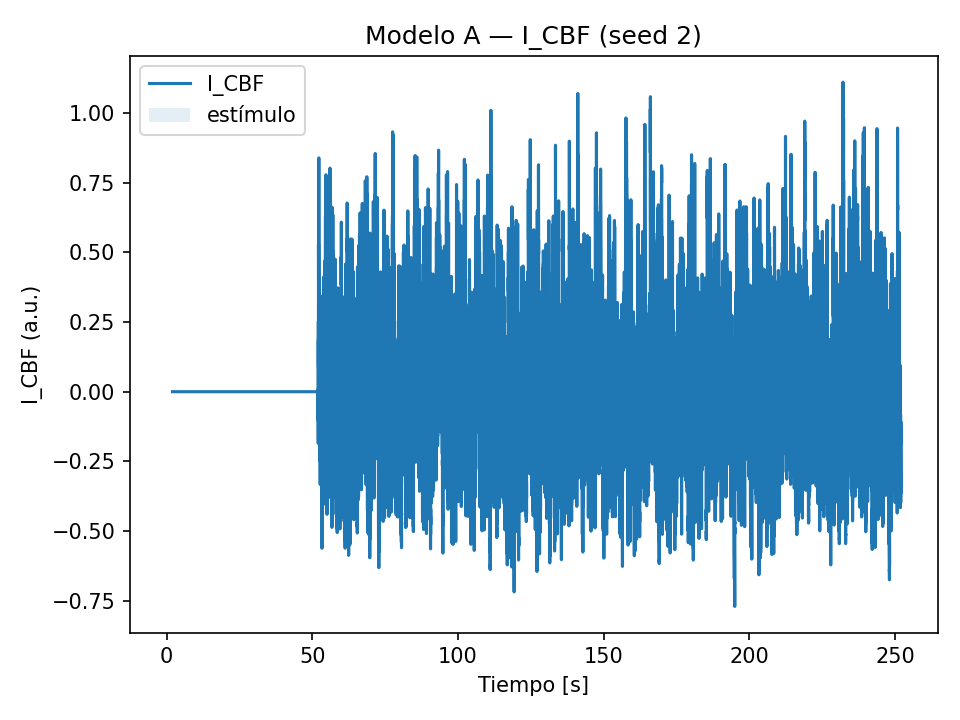 Modelo A — I_CBF (seed 2)
I_CBF
estímulo
1.00
0.75
0.50
0.25
0.00
−0.25
−0.50
−0.75
I_CBF (a.u.)
0 50 100 150 200 250
Tiempo [s]